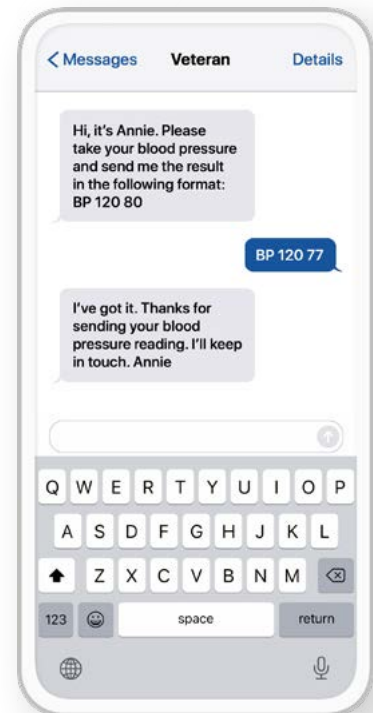 Messages Veteran Details
Hi, it's Annie. Please
take your blood pressure
and send me the result
in the following format:
BP 120 80
BP 120 77
I've got it. Thanks for
sending your blood
pressure reading. I'll keep
in touch. Annie
Q W E R T Y U I O P
A S D F G H J K L
Z X C V B N M
123 space return